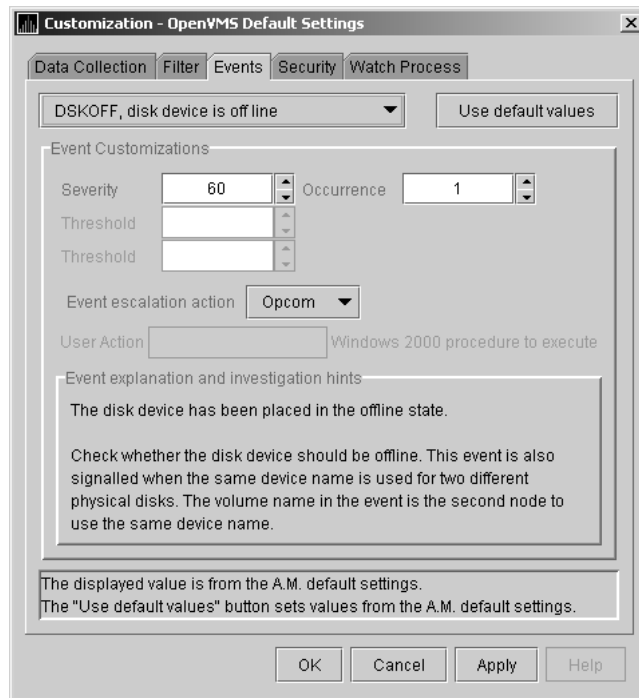 Customization - OpenVMS Default Settings
Data Collection Filter Events Security Watch Process
DSKOFF, disk device is off line Use default values
Event Customizations
Severity 60 Occurrence 1
Threshold
Threshold
Event escalation action Opcom
User Action Windows 2000 procedure to execute
Event explanation and investigation hints
The disk device has been placed in the offline state.
Check whether the disk device should be offline. This event is also
signalled when the same device name is used for two different
physical disks. The volume name in the event is the second node to
use the same device name.
The displayed value is from the A.M. default settings.
The "Use default values" button sets values from the A.M. default settings.
OK Cancel Apply Help